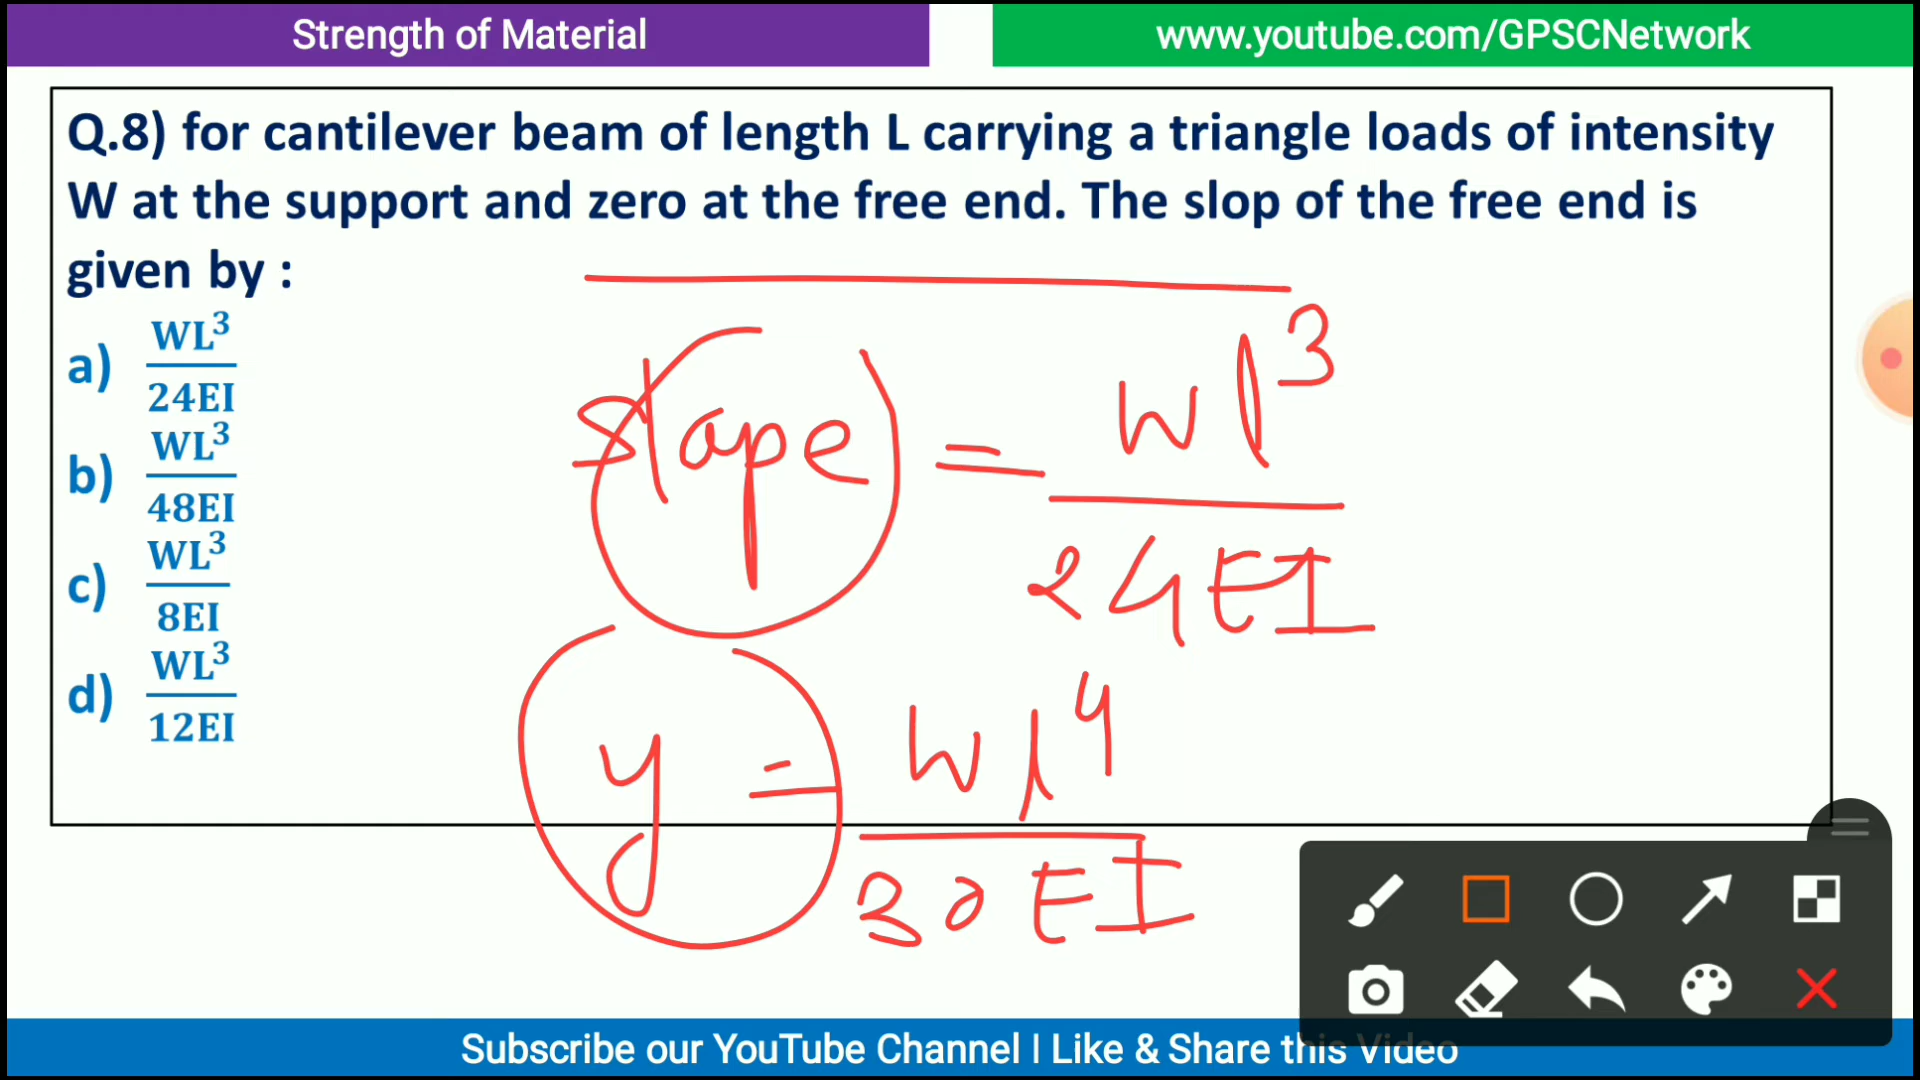 Strength of Material
www.youtube.com/GPSCNetwork
Q.8) for cantilever beam of length L carrying a triangle loads of intensity
W at the support and zero at the free end. The slop of the free end is
given by :
a) WL³/24EI
b) WL³/48EI
c) WL³/8EI
d) WL³/12EI
slope = wl³/24EI
y = wl⁴/30EI
Subscribe our YouTube Channel I Like & Share this Video